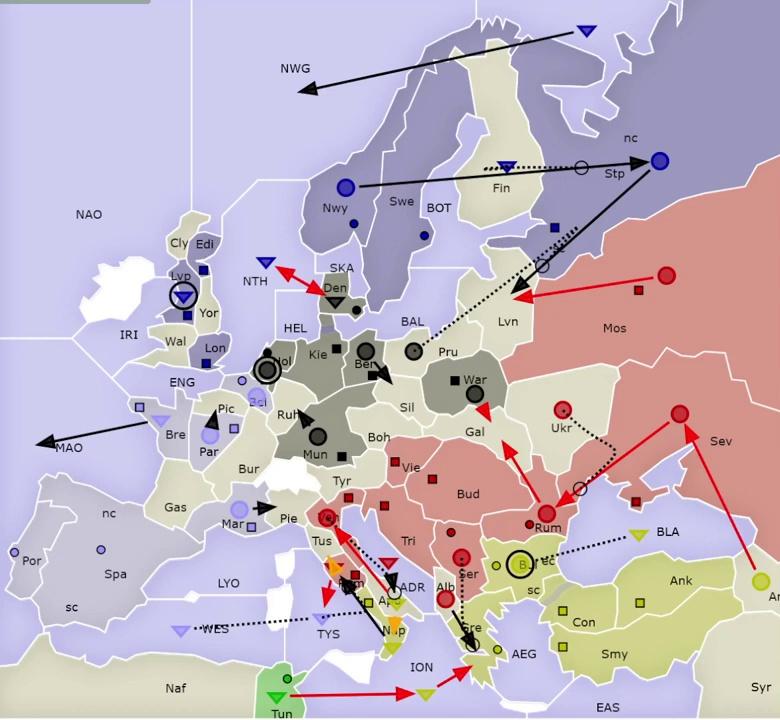 NWG
nc
Stp
Fin
Nwy
Swe
BOT
NAO
Cly
Edi
SKA
NTH
Den
Lvp
Lvn
Mos
IRI
Yor
HEL
BAL
Wal
Kie
Pru
Lon
Hol
Ber
War
ENG
Sil
Bel
Pic
Ruh
Ukr
Gal
Bre
Par
Mun
Boh
Sev
MAO
Bur
Vie
Tyr
Bud
Gas
nc
Mar
Pie
Ven
Rum
Tri
BLA
Tus
Por
Spa
Ser
Bul
ec
LYO
Rom
ADR
Alb
sc
Ank
Arm
Apu
sc
Con
WES
TYS
Nap
Gre
AEG
Smy
ION
Naf
Syr
EAS
Tun